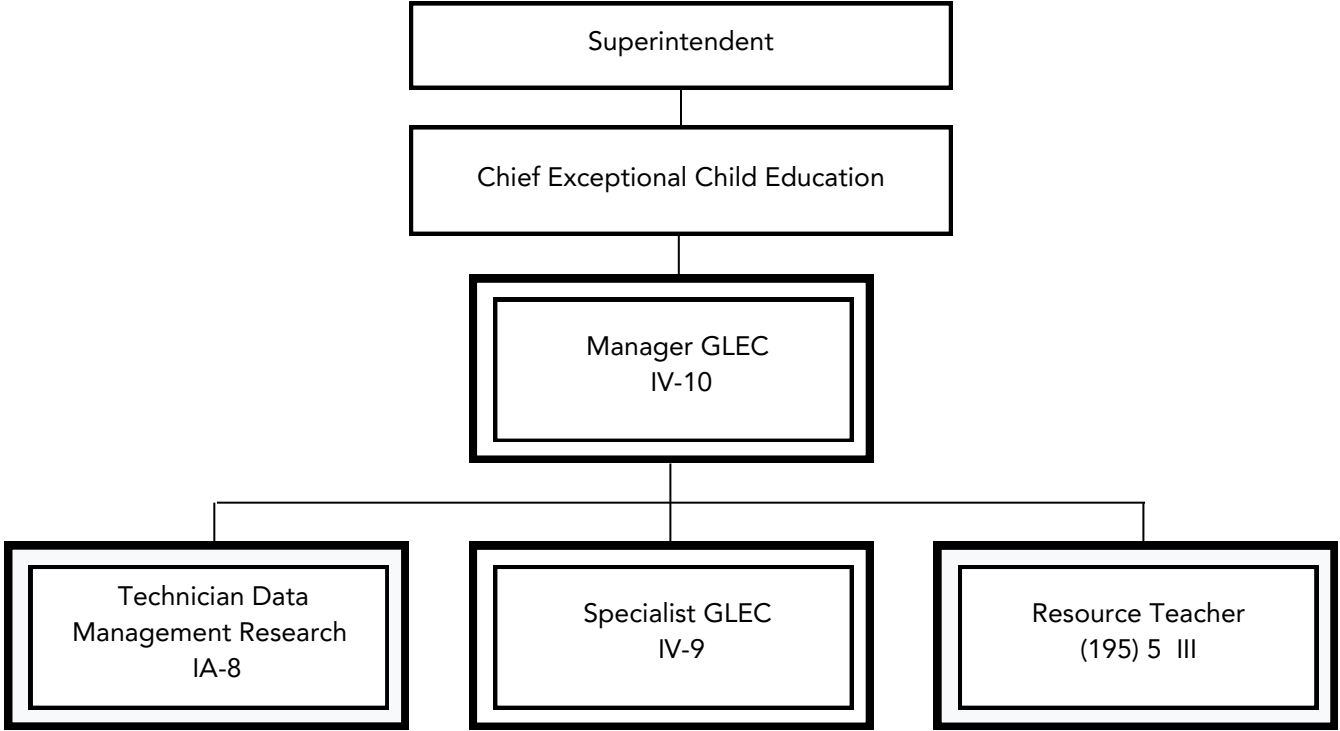 Superintendent
Chief Exceptional Child Education
Manager GLEC
IV-10
Technician Data
Management Research
IA-8
Specialist GLEC
IV-9
Resource Teacher
(195) 5  III